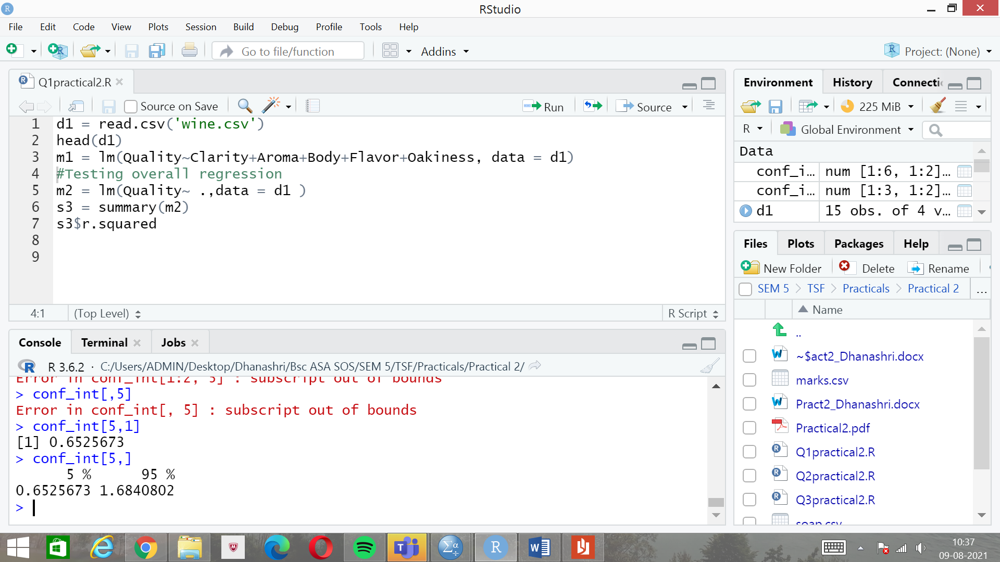 RStudio
File Edit Code View Plots Session Build Debug Profile Tools Help
Go to file/function Addins Project: (None)
Q1practical2.R
Source on Save Run Source
1 d1 = read.csv('wine.csv')
2 head(d1)
3 m1 = lm(Quality~Clarity+Aroma+Body+Flavor+Oakiness, data = d1)
4 #Testing overall regression
5 m2 = lm(Quality~ .,data = d1 )
6 s3 = summary(m2)
7 s3$r.squared
8
9
4:1 (Top Level) R Script
Console Terminal Jobs
R 3.6.2 · C:/Users/ADMIN/Desktop/Dhanashri/Bsc ASA SOS/SEM 5/TSF/Practicals/Practical 2/
Error in conf_int[1:2, 5] : subscript out of bounds
> conf_int[,5]
Error in conf_int[, 5] : subscript out of bounds
> conf_int[5,1]
[1] 0.6525673
> conf_int[5,]
5 % 95 %
0.6525673 1.6840802
>
Environment History Connectic
225 MiB
R Global Environment
Data
conf_i… num [1:6, 1:2]…
conf_i… num [1:3, 1:2]…
d1 15 obs. of 4 v…
Files Plots Packages Help
New Folder Delete Rename
SEM 5 > TSF > Practicals > Practical 2 ...
Name
..
~$act2_Dhanashri.docx
marks.csv
Pract2_Dhanashri.docx
Practical2.pdf
Q1practical2.R
Q2practical2.R
Q3practical2.R
soap.csv
10:37
09-08-2021